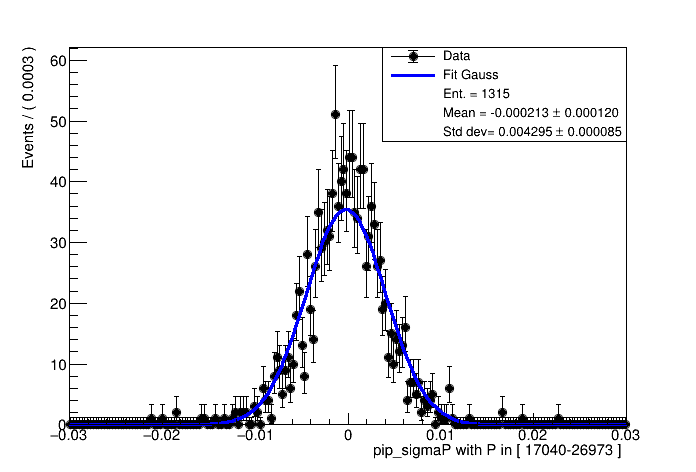 Events / ( 0.0003 )
60
50
40
30
20
10
0
−0.03 −0.02 −0.01 0 0.01 0.02 0.03
pip_sigmaP with P in [ 17040-26973 ]
Data
Fit Gauss
Ent. = 1315
Mean = -0.000213 ± 0.000120
Std dev= 0.004295 ± 0.000085